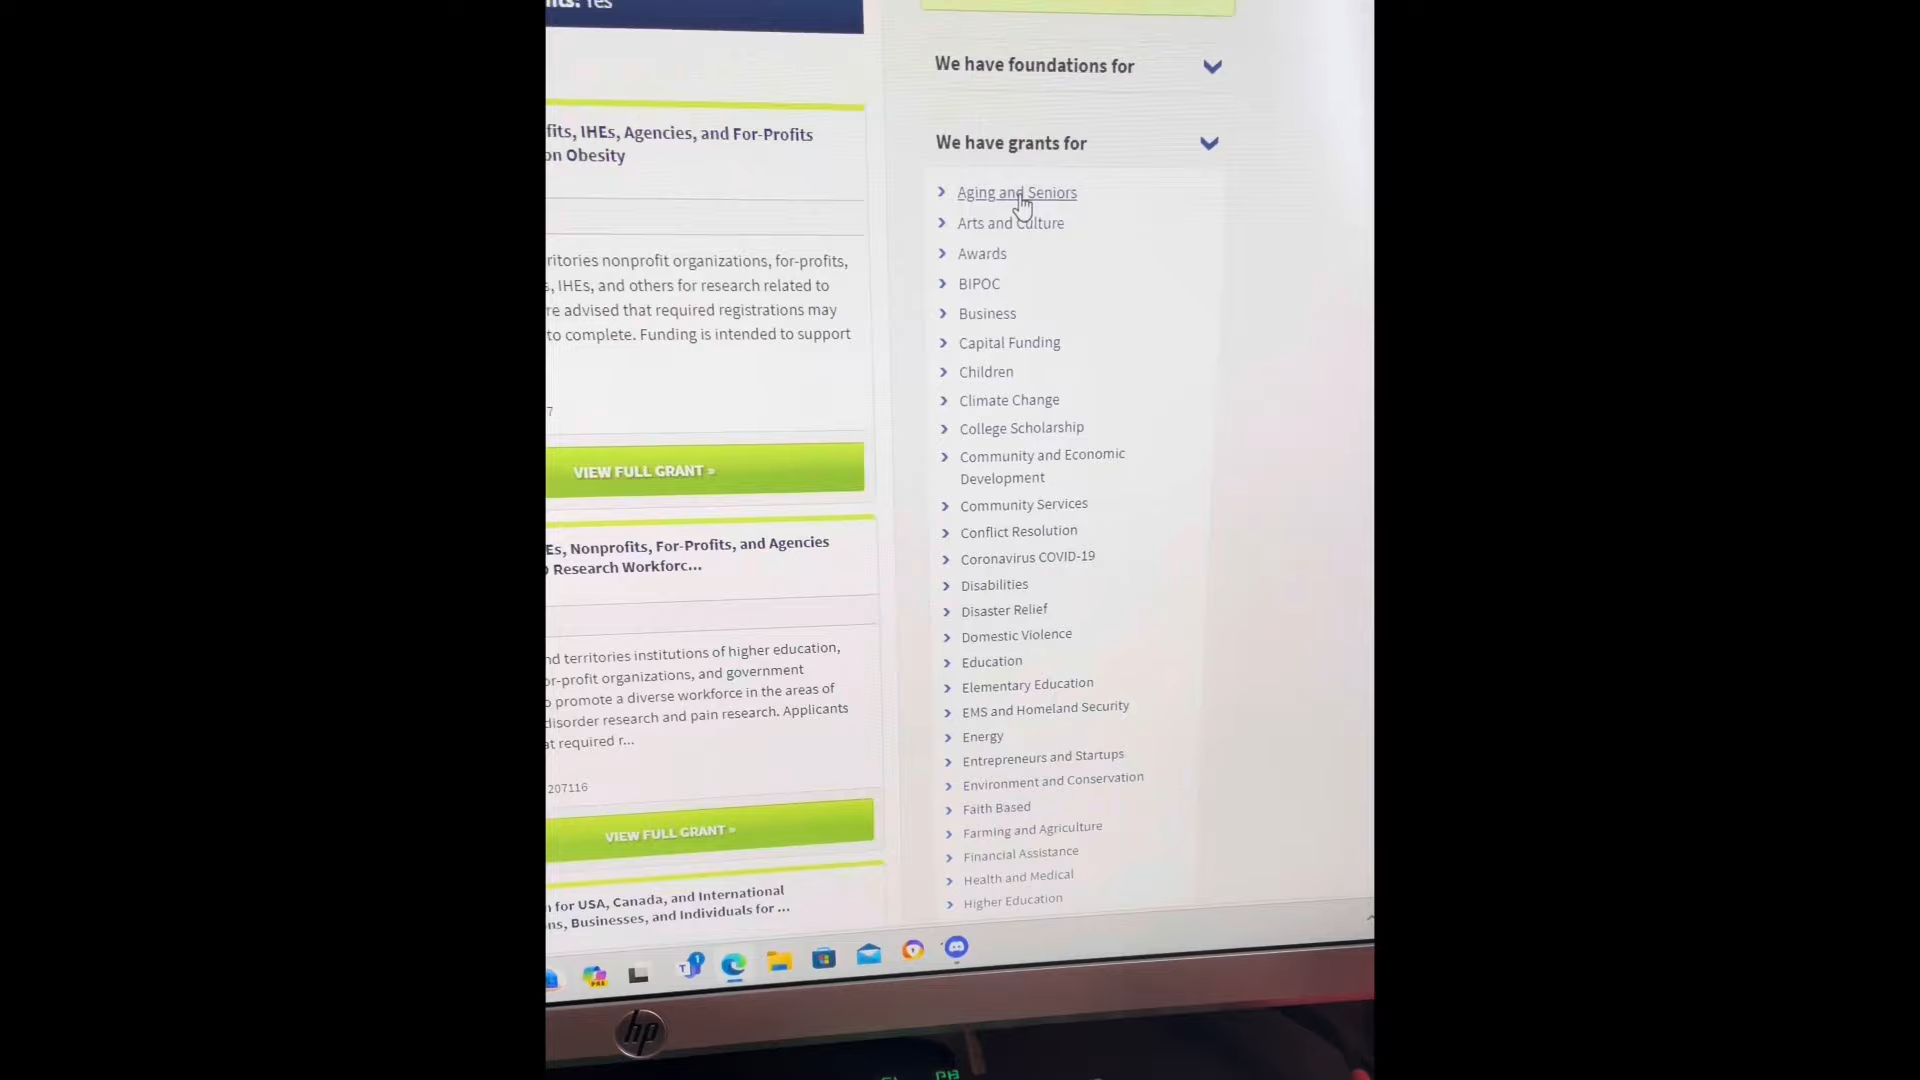 Yes
fits, IHEs, Agencies, and For-Profits
on Obesity
ritories nonprofit organizations, for-profits,
s, IHEs, and others for research related to
re advised that required registrations may
to complete. Funding is intended to support
7
VIEW FULL GRANT »
Es, Nonprofits, For-Profits, and Agencies
o Research Workforc...
nd territories institutions of higher education,
or-profit organizations, and government
o promote a diverse workforce in the areas of
disorder research and pain research. Applicants
at required r...
207116
VIEW FULL GRANT »
n for USA, Canada, and International
ons, Businesses, and Individuals for ...
We have foundations for
We have grants for
Aging and Seniors
Arts and Culture
Awards
BIPOC
Business
Capital Funding
Children
Climate Change
College Scholarship
Community and Economic
Development
Community Services
Conflict Resolution
Coronavirus COVID-19
Disabilities
Disaster Relief
Domestic Violence
Education
Elementary Education
EMS and Homeland Security
Energy
Entrepreneurs and Startups
Environment and Conservation
Faith Based
Farming and Agriculture
Financial Assistance
Health and Medical
Higher Education
PRE
T 1
hp